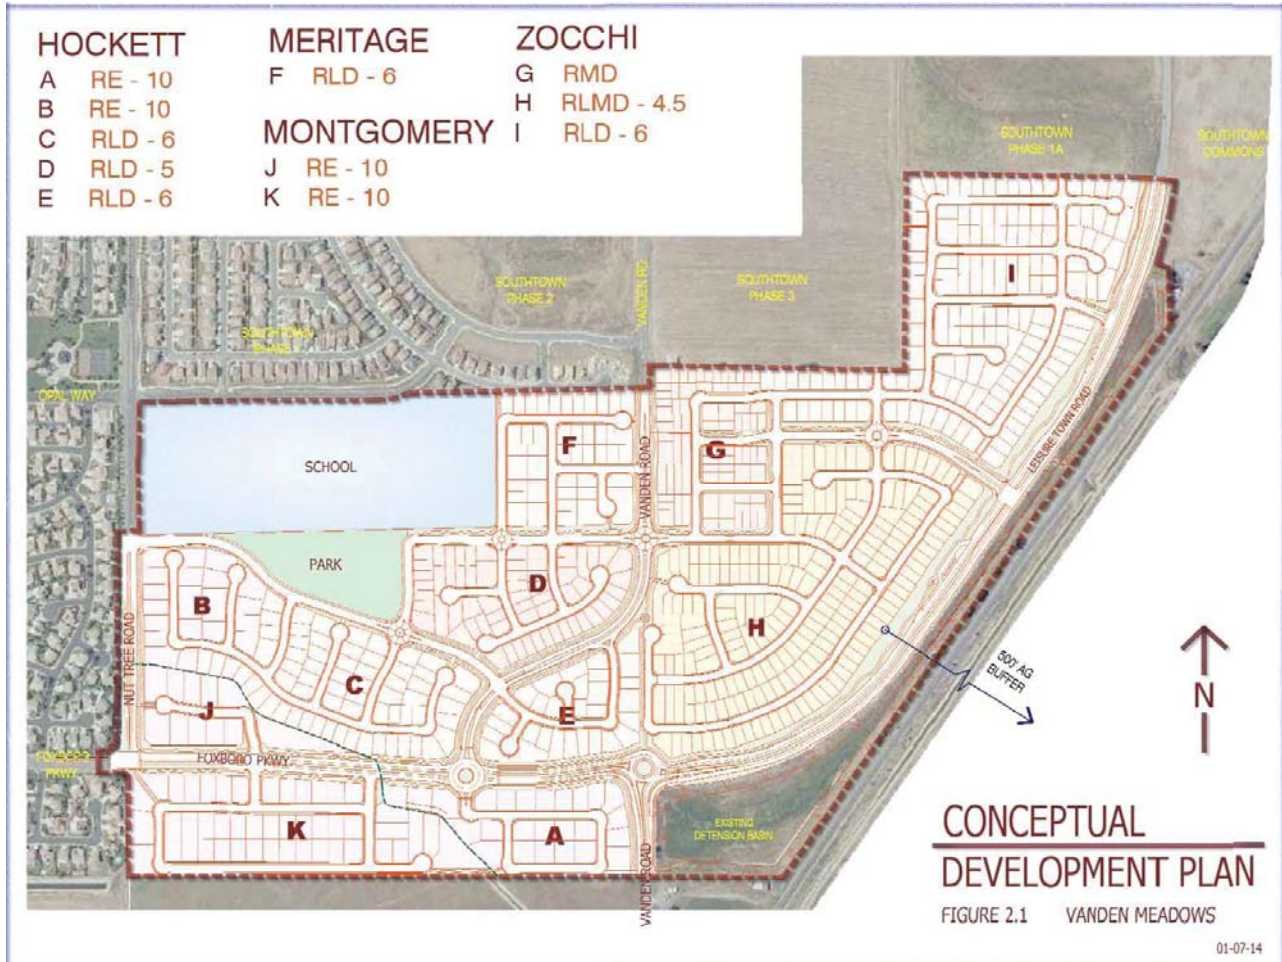 HOCKETT
A RE - 10
B RE - 10
C RLD - 6
D RLD - 5
E RLD - 6
MERITAGE
F RLD - 6
MONTGOMERY
J RE - 10
K RE - 10
ZOCCHI
G RMD
H RLMD - 4.5
I RLD - 6
SOUTHTOWN
PHASE 1A
SOUTHTOWN
COMMONS
SOUTHTOWN
PHASE 2
VANDEN RD.
SOUTHTOWN
PHASE 3
I
SOUTHTOWN
PHASE
OPAL WAY
LEISURE TOWN ROAD
F
VANDEN ROAD
G
SCHOOL
PARK
D
B
H
NUT TREE ROAD
500' AG
BUFFER
C
J
E
N
FOXBORO PKWY
PKWY
K
A
EXISTING
DETENSION BASIN
VANDEN ROAD
CONCEPTUAL
DEVELOPMENT PLAN
FIGURE 2.1 VANDEN MEADOWS
01-07-14